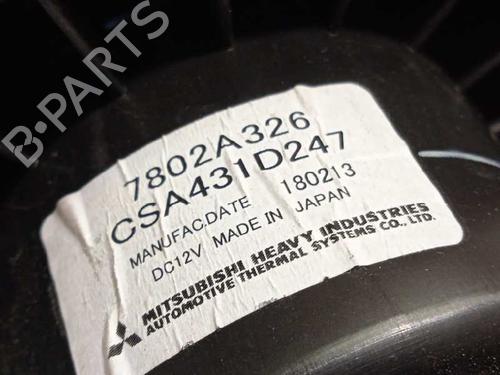 B-PARTS
7802A326
CSA431D247
MANUFAC.DATE 180213
DC12V MADE IN JAPAN
MITSUBISHI HEAVY INDUSTRIES
AUTOMOTIVE THERMAL SYSTEMS CO., LTD.